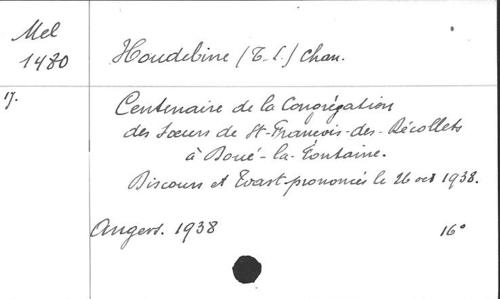 Mel
1480
Houdebine (T-L.) Chan.
17.
Centenaire de la Congrégation
des Sœurs de St-François-des-Récollets
à Doué-la-Fontaine.
Discours et Toast prononcés le 26 oct 1938.
Angers. 1938
16°